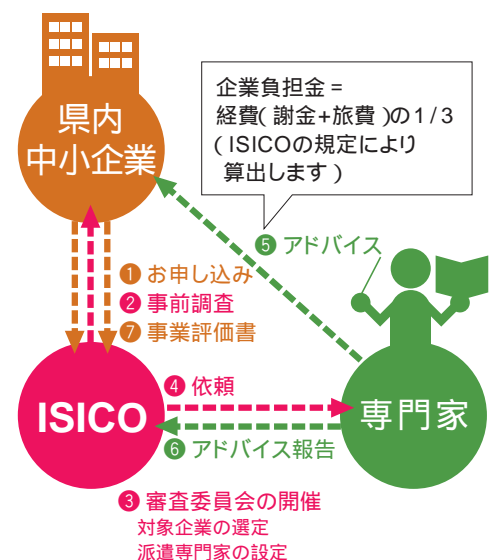 県内
中小企業
企業負担金 =
経費( 謝金+旅費 )の1/3
( ISICOの規定により
算出します )
❺ アドバイス
❶ お申し込み
❷ 事前調査
❼ 事業評価書
ISICO
❹ 依頼
専門家
❻ アドバイス報告
❸ 審査委員会の開催
対象企業の選定
派遣専門家の設定